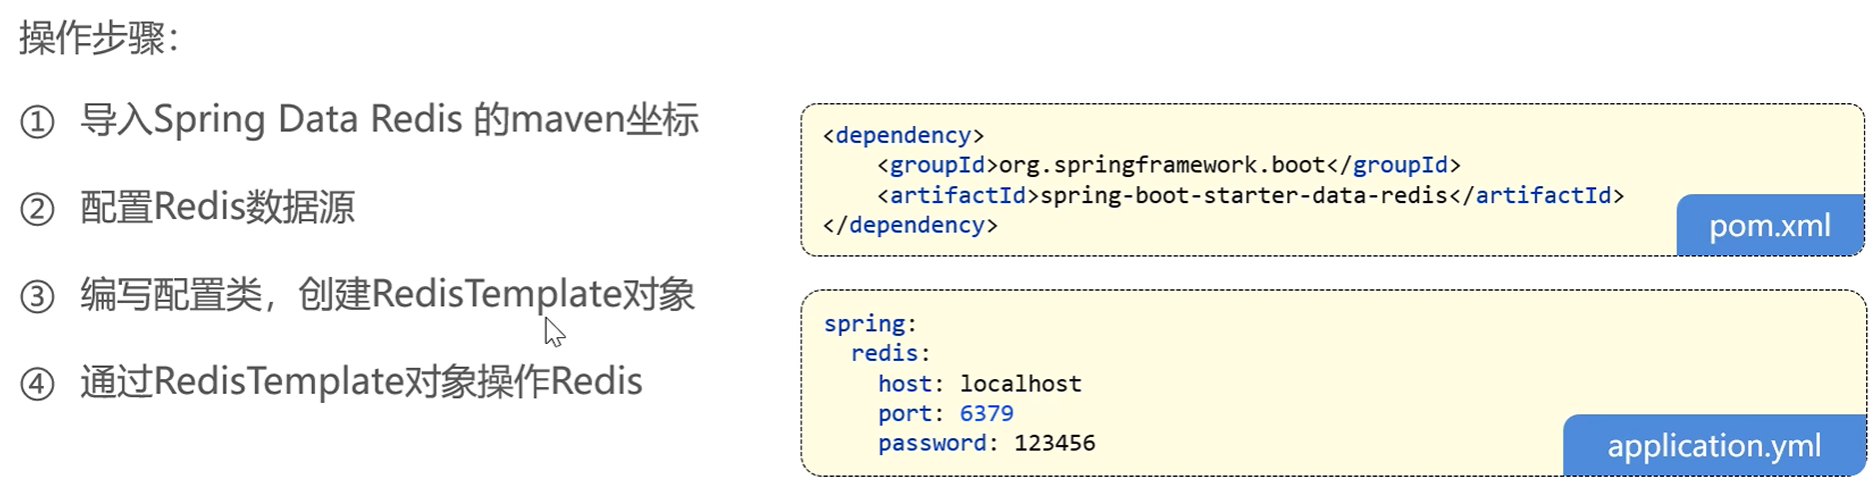 操作步骤：
① 导入Spring Data Redis 的maven坐标
② 配置Redis数据源
③ 编写配置类，创建RedisTemplate对象
④ 通过RedisTemplate对象操作Redis
<dependency>
    <groupId>org.springframework.boot</groupId>
    <artifactId>spring-boot-starter-data-redis</artifactId>
</dependency>
pom.xml
spring:
  redis:
    host: localhost
    port: 6379
    password: 123456
application.yml